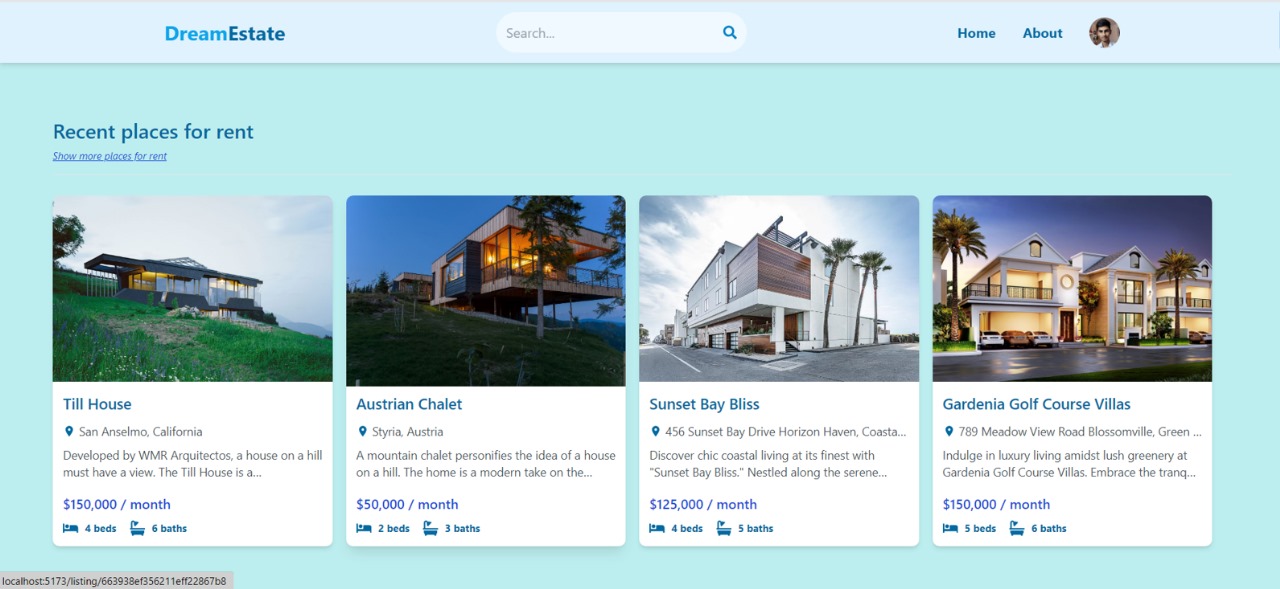 DreamEstate
Search...
Home
About
Recent places for rent
Show more places for rent
Till House
San Anselmo, California
Developed by WMR Arquitectos, a house on a hill
must have a view. The Till House is a...
$150,000 / month
4 beds 6 baths
Austrian Chalet
Styria, Austria
A mountain chalet personifies the idea of a house
on a hill. The home is a modern take on the...
$50,000 / month
2 beds 3 baths
Sunset Bay Bliss
456 Sunset Bay Drive Horizon Haven, Coasta...
Discover chic coastal living at its finest with
"Sunset Bay Bliss." Nestled along the serene...
$125,000 / month
4 beds 5 baths
Gardenia Golf Course Villas
789 Meadow View Road Blossomville, Green ...
Indulge in luxury living amidst lush greenery at
Gardenia Golf Course Villas. Embrace the tranq...
$150,000 / month
5 beds 6 baths
localhost:5173/listing/663938ef356211eff22867b8